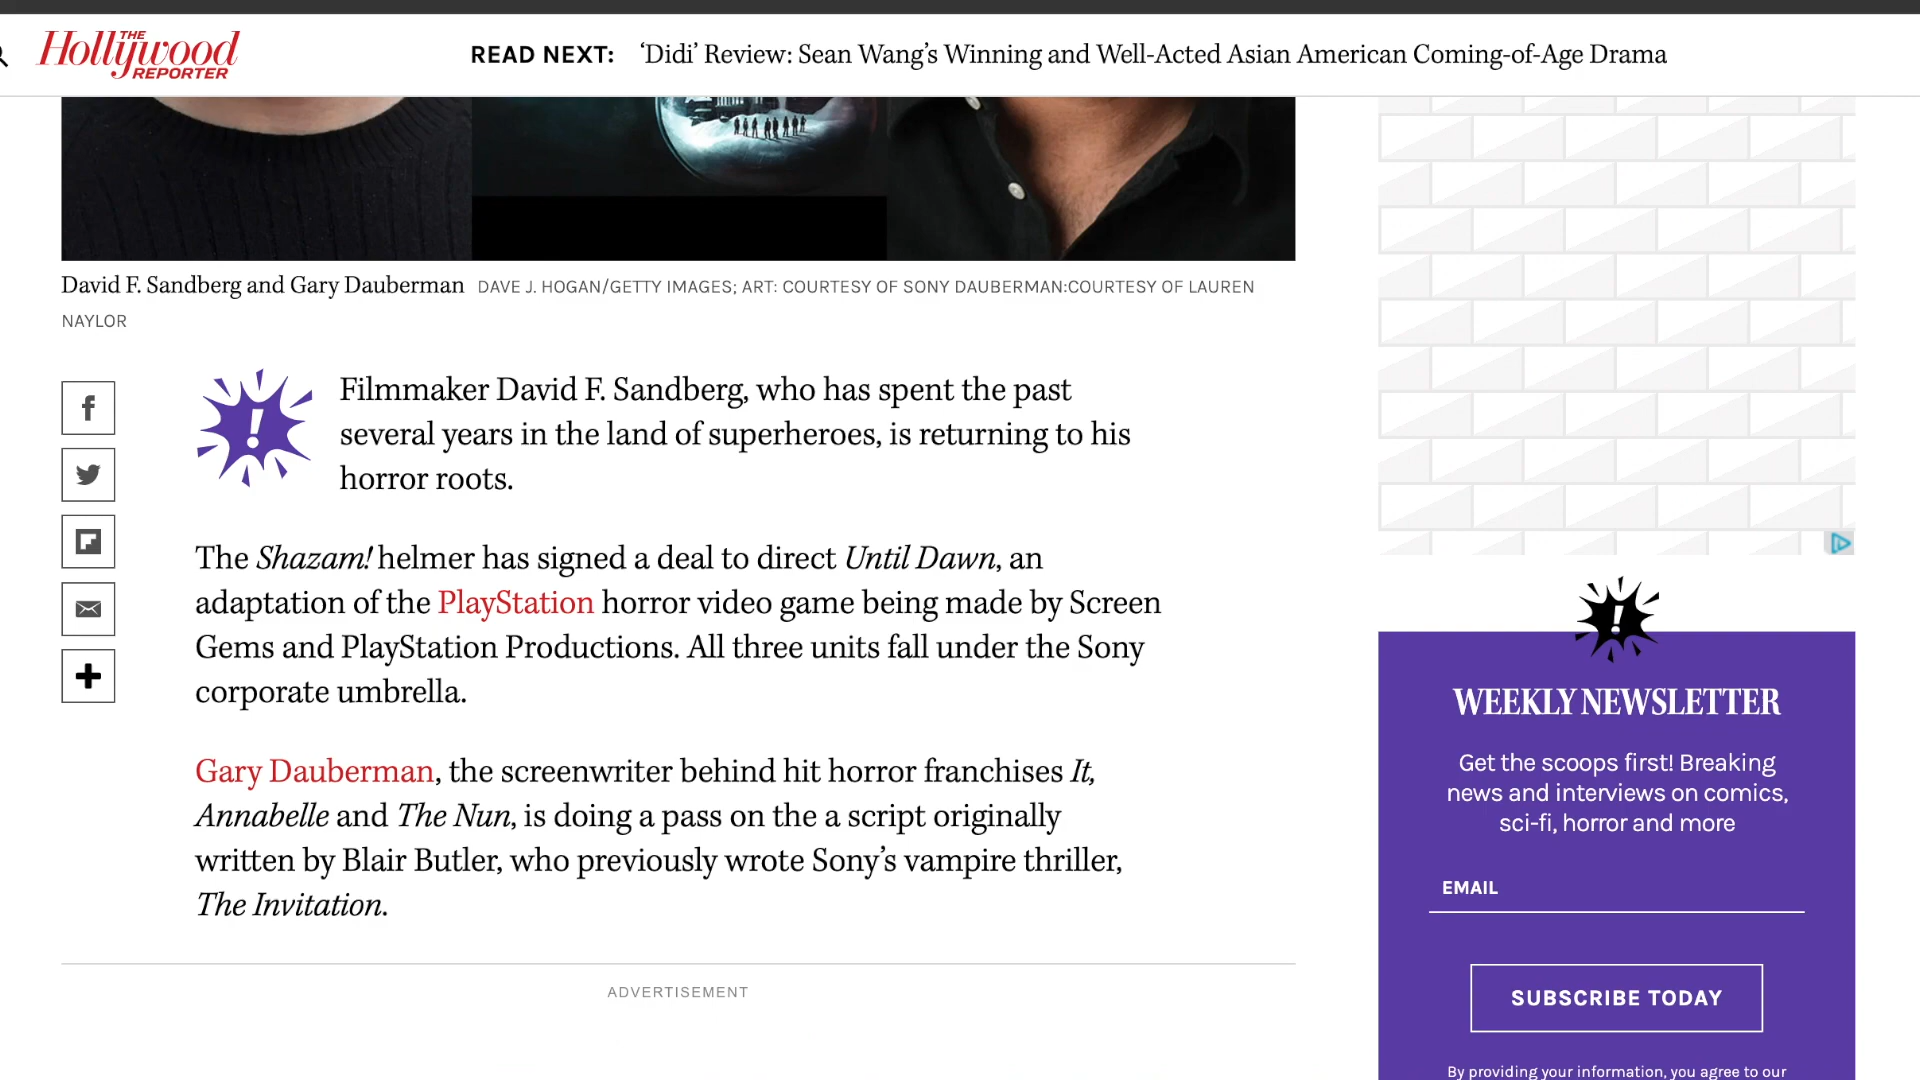 THE
Hollywood
REPORTER
READ NEXT: ‘Didi’ Review: Sean Wang’s Winning and Well-Acted Asian American Coming-of-Age Drama
David F. Sandberg and Gary Dauberman DAVE J. HOGAN/GETTY IMAGES; ART: COURTESY OF SONY DAUBERMAN:COURTESY OF LAUREN
NAYLOR
Filmmaker David F. Sandberg, who has spent the past
several years in the land of superheroes, is returning to his
horror roots.
The Shazam! helmer has signed a deal to direct Until Dawn, an
adaptation of the PlayStation horror video game being made by Screen
Gems and PlayStation Productions. All three units fall under the Sony
corporate umbrella.
Gary Dauberman, the screenwriter behind hit horror franchises It,
Annabelle and The Nun, is doing a pass on the a script originally
written by Blair Butler, who previously wrote Sony’s vampire thriller,
The Invitation.
ADVERTISEMENT
WEEKLY NEWSLETTER
Get the scoops first! Breaking
news and interviews on comics,
sci-fi, horror and more
EMAIL
SUBSCRIBE TODAY
By providing your information, you agree to our